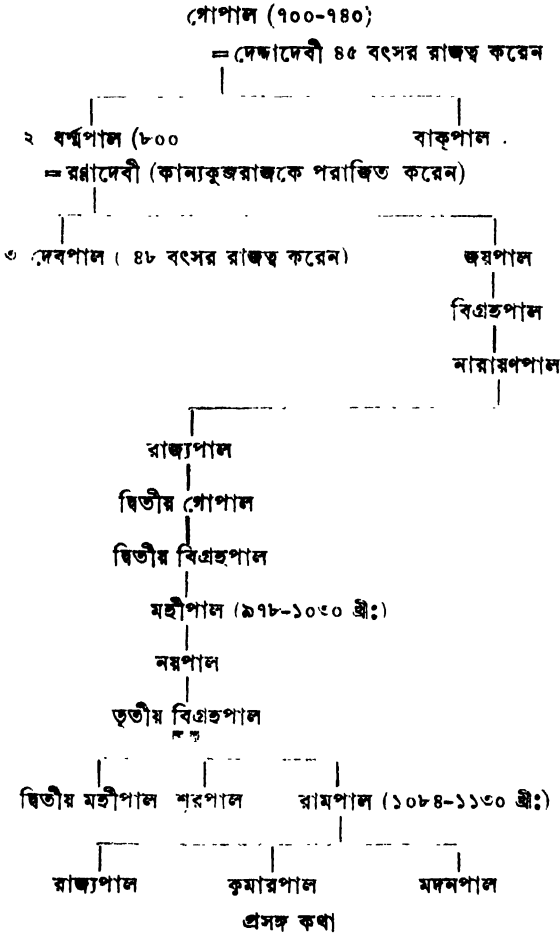 গোপাল (৭০০-৭৪০)
= দেদ্দাদেবী ৪৫ বৎসর রাজত্ব করেন
২ ধর্ম্মপাল (৮০০ বাক্‌পাল
= রণ্ণাদেবী (কান্যকুব্জরাজকে পরাজিত করেন)
৩ দেবপাল ( ৪৮ বৎসর রাজত্ব করেন) জয়পাল
বিগ্রহপাল
নারায়ণপাল
রাজ্যপাল
দ্বিতীয় গোপাল
দ্বিতীয় বিগ্রহপাল
মহীপাল (৯৭৮-১০৩০ খ্রী:)
নয়পাল
তৃতীয় বিগ্রহপাল
দ্বিতীয় মহীপাল শূরপাল রামপাল (১০৮৪-১১৩০ খ্রী:)
রাজ্যপাল কুমারপাল মদনপাল
প্রসঙ্গ কথা